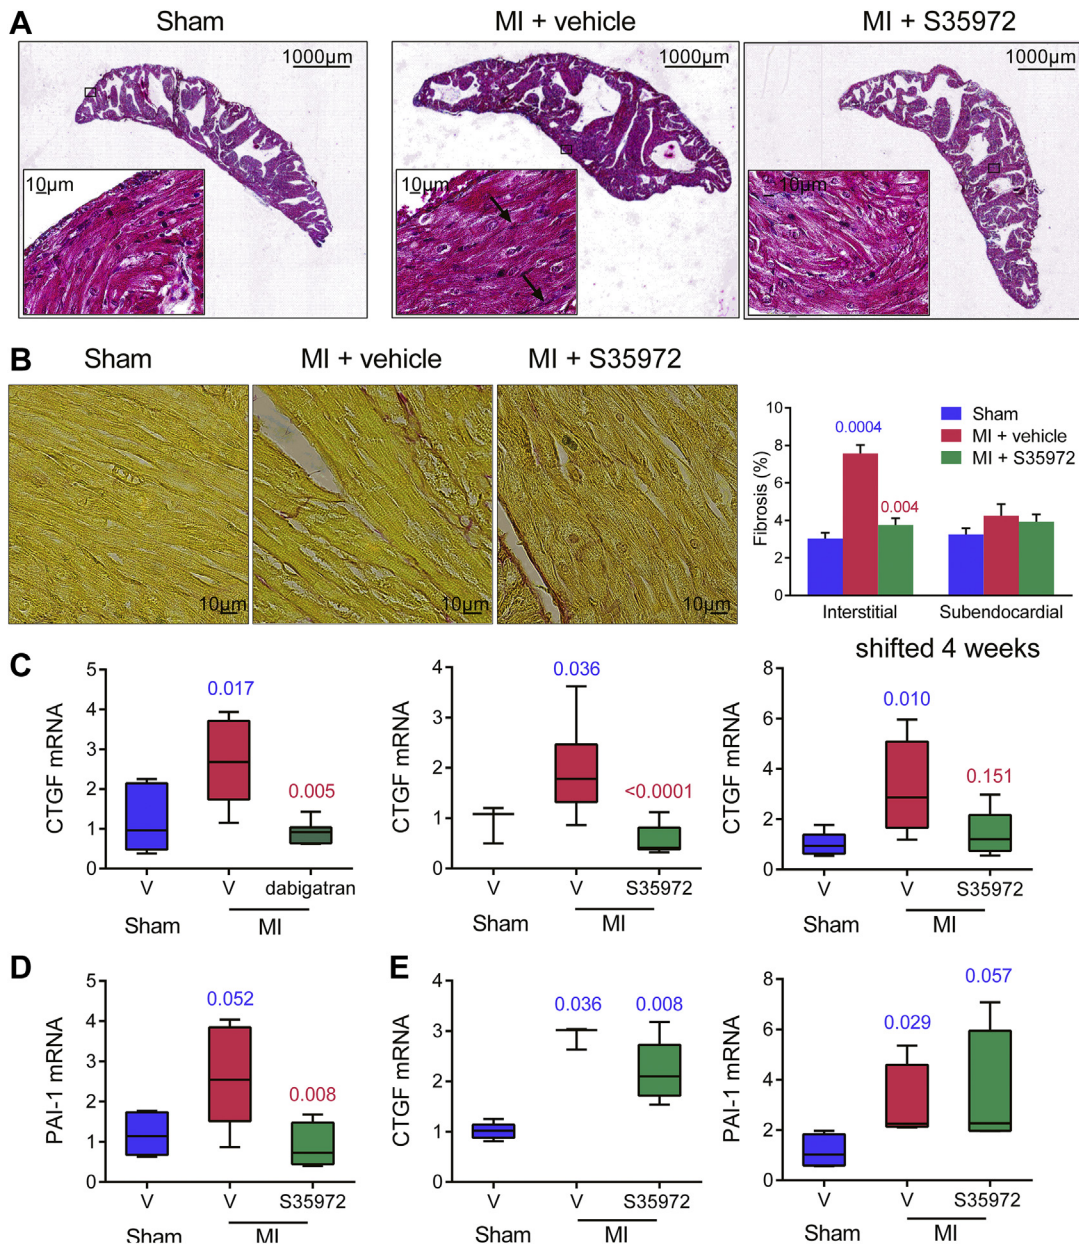 A
Sham
MI + vehicle
MI + S35972
1000μm
1000μm
1000μm
10μm
10μm
10μm
B
Sham
MI + vehicle
MI + S35972
10μm
10μm
10μm
Fibrosis (%)
10
8
6
4
2
0
0.0004
0.004
Sham
MI + vehicle
MI + S35972
Interstitial
Subendocardial
C
CTGF mRNA
5
4
3
2
1
0
0.017
0.005
V
V
dabigatran
Sham
MI
CTGF mRNA
4
3
2
1
0
0.036
<0.0001
V
V
S35972
Sham
MI
shifted 4 weeks
CTGF mRNA
8
6
4
2
0
0.010
0.151
V
V
S35972
Sham
MI
D
PAI-1 mRNA
5
4
3
2
1
0
0.052
0.008
V
V
S35972
Sham
MI
E
CTGF mRNA
4
3
2
1
0
0.036
0.008
V
V
S35972
Sham
MI
PAI-1 mRNA
8
6
4
2
0
0.029
0.057
V
V
S35972
Sham
MI